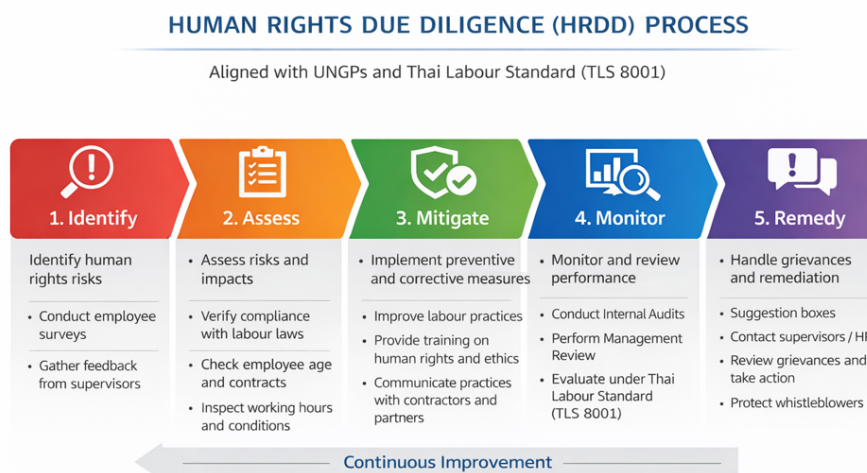 HUMAN RIGHTS DUE DILIGENCE (HRDD) PROCESS
Aligned with UNGPs and Thai Labour Standard (TLS 8001)
1. Identify
Identify human
rights risks
• Conduct employee
surveys
• Gather feedback
from supervisors
2. Assess
• Assess risks and
impacts
• Verify compliance
with labour laws
• Check employee age
and contracts
• Inspect working hours
and conditions
3. Mitigate
• Implement preventive
and corrective measures
• Improve labour practices
• Provide training on
human rights and ethics
• Communicate practices
with contractors and
partners
4. Monitor
• Monitor and review
performance
• Conduct Internal Audits
• Perform Management
Review
• Evaluate under Thai
Labour Standard
(TLS 8001)
5. Remedy
• Handle grievances
and remediation
• Suggestion boxes
• Contact supervisors /
• Review grievances and
take action
• Protect whistleblowers
Continuous Improvement